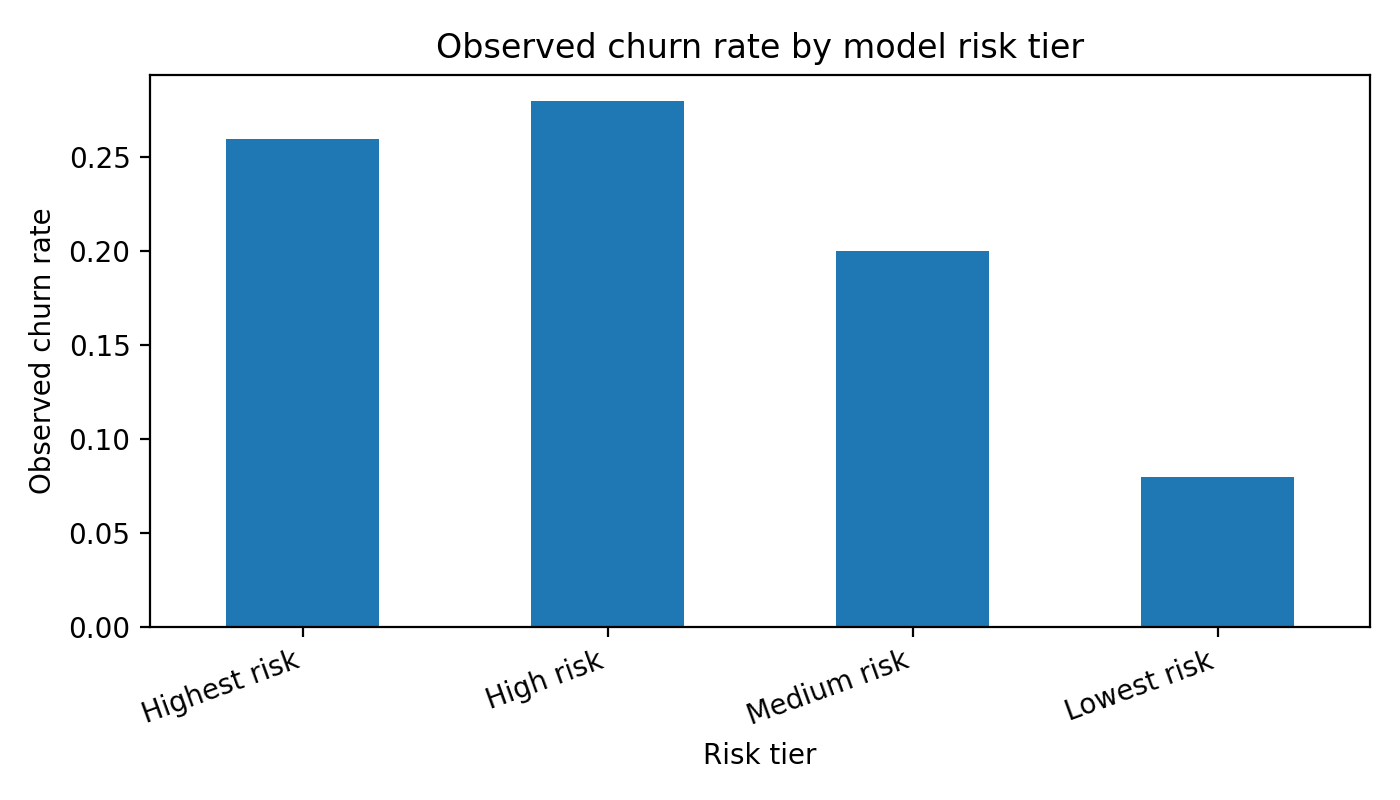 Observed churn rate by model risk tier
Observed churn rate
0.25
0.20
0.15
0.10
0.05
0.00
Highest risk
High risk
Medium risk
Lowest risk
Risk tier